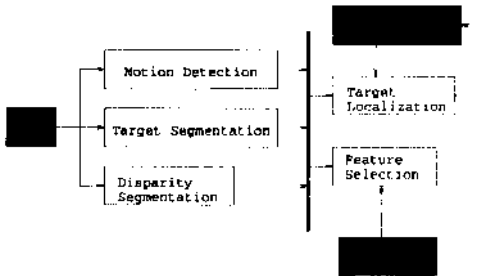 Motion Detection
Target Segmentation
Disparity
Segmentation
Target
Localization
Feature
Selection